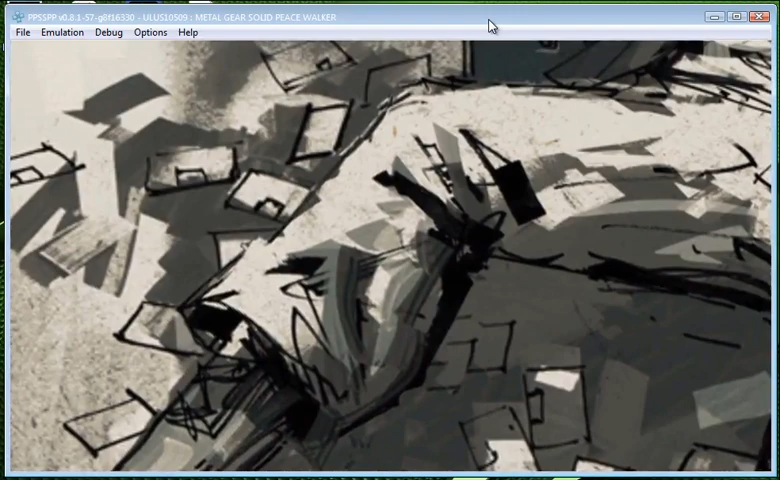 PPSSPP v0.8.1-57-g8f16330 - ULUS10509 : METAL GEAR SOLID PEACE WALKER
File Emulation Debug Options Help